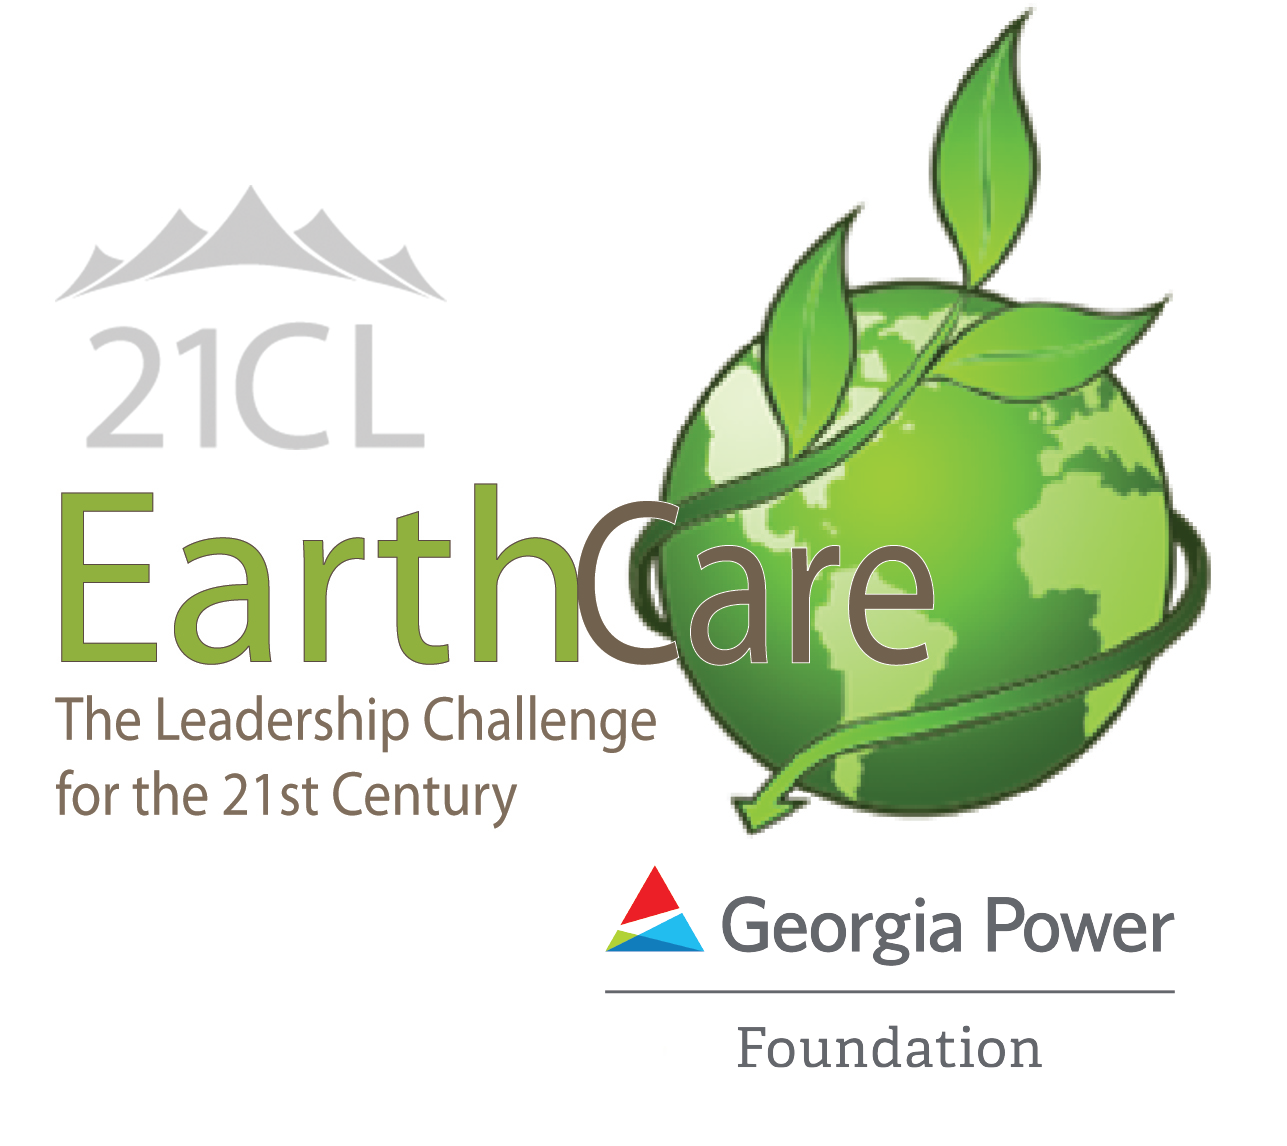 21CL
EarthCare
The Leadership Challenge
for the 21st Century
Georgia Power
Foundation